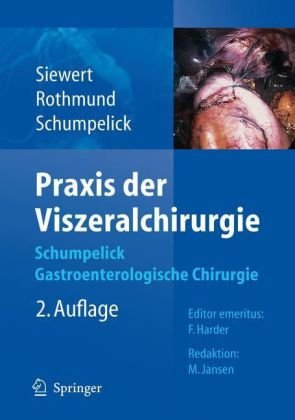 Siewert
Rothmund
Schumpelick
Praxis der
Viszeralchirurgie
Schumpelick
Gastroenterologische Chirurgie
2. Auflage
Editor emeritus:
F. Harder
Redaktion:
M. Jansen
Springer